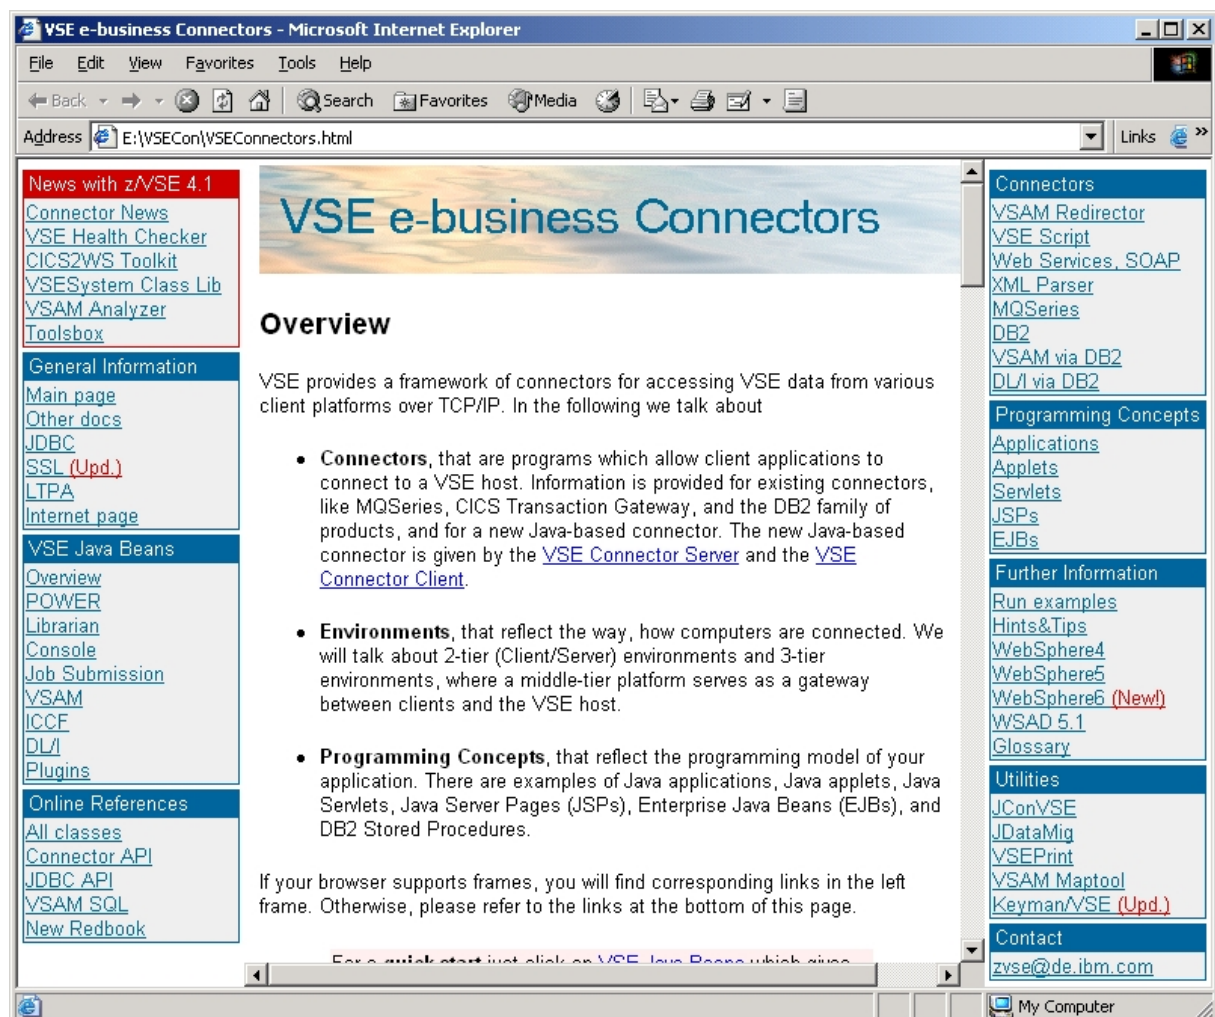 VSE e-business Connectors - Microsoft Internet Explorer
File Edit View Favorites Tools Help
Back Search Favorites Media
Address E:\VSECon\VSEConnectors.html Links »
News with z/VSE 4.1
Connector News
VSE Health Checker
CICS2WS Toolkit
VSESystem Class Lib
VSAM Analyzer
Toolsbox
General Information
Main page
Other docs
JDBC
SSL (Upd.)
LTPA
Internet page
VSE Java Beans
Overview
POWER
Librarian
Console
Job Submission
VSAM
ICCF
DL/I
Plugins
Online References
All classes
Connector API
JDBC API
VSAM SQL
New Redbook
VSE e-business Connectors
Overview
VSE provides a framework of connectors for accessing VSE data from various
client platforms over TCP/IP. In the following we talk about
• Connectors, that are programs which allow client applications to
connect to a VSE host. Information is provided for existing connectors,
like MQSeries, CICS Transaction Gateway, and the DB2 family of
products, and for a new Java-based connector. The new Java-based
connector is given by the VSE Connector Server and the VSE
Connector Client.
• Environments, that reflect the way, how computers are connected. We
will talk about 2-tier (Client/Server) environments and 3-tier
environments, where a middle-tier platform serves as a gateway
between clients and the VSE host.
• Programming Concepts, that reflect the programming model of your
application. There are examples of Java applications, Java applets, Java
Servlets, Java Server Pages (JSPs), Enterprise Java Beans (EJBs), and
DB2 Stored Procedures.
If your browser supports frames, you will find corresponding links in the left
frame. Otherwise, please refer to the links at the bottom of this page.
For a quick start just click on VSE Java Beans which gives
Connectors
VSAM Redirector
VSE Script
Web Services, SOAP
XML Parser
MQSeries
DB2
VSAM via DB2
DL/I via DB2
Programming Concepts
Applications
Applets
Servlets
JSPs
EJBs
Further Information
Run examples
Hints&Tips
WebSphere4
WebSphere5
WebSphere6 (New!)
WSAD 5.1
Glossary
Utilities
JConVSE
JDataMig
VSEPrint
VSAM Maptool
Keyman/VSE (Upd.)
Contact
zvse@de.ibm.com
My Computer